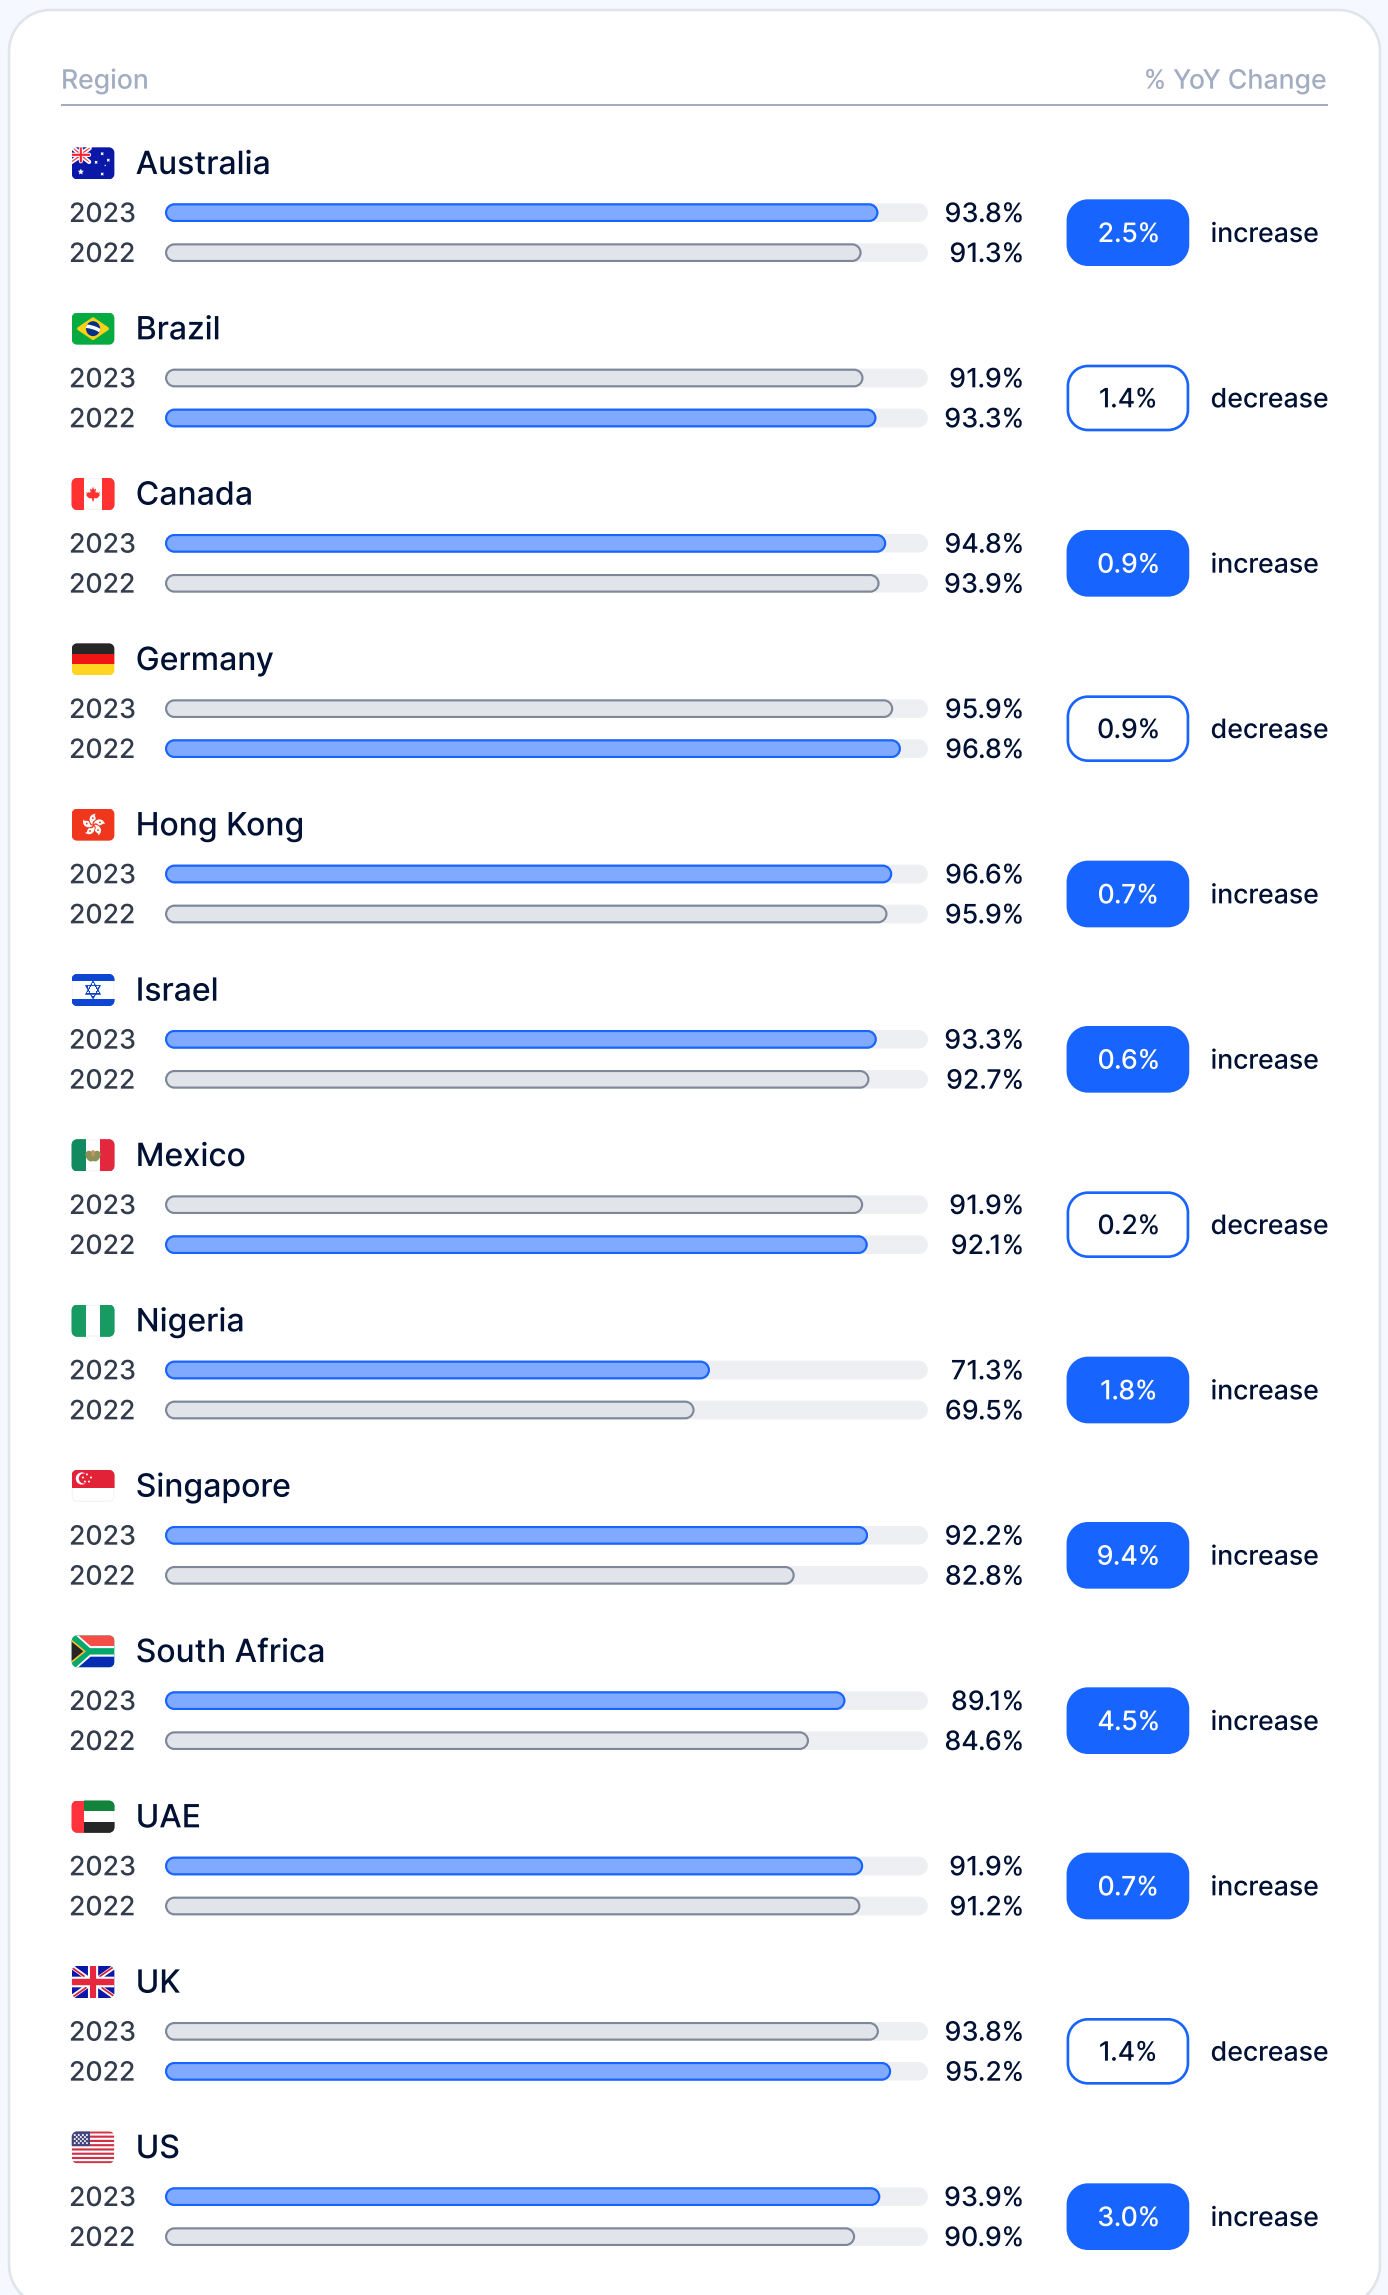 Region % YoY Change
Australia
2023 93.8%
2022 91.3%
2.5% increase
Brazil
2023 91.9%
2022 93.3%
1.4% decrease
Canada
2023 94.8%
2022 93.9%
0.9% increase
Germany
2023 95.9%
2022 96.8%
0.9% decrease
Hong Kong
2023 96.6%
2022 95.9%
0.7% increase
Israel
2023 93.3%
2022 92.7%
0.6% increase
Mexico
2023 91.9%
2022 92.1%
0.2% decrease
Nigeria
2023 71.3%
2022 69.5%
1.8% increase
Singapore
2023 92.2%
2022 82.8%
9.4% increase
South Africa
2023 89.1%
2022 84.6%
4.5% increase
UAE
2023 91.9%
2022 91.2%
0.7% increase
UK
2023 93.8%
2022 95.2%
1.4% decrease
US
2023 93.9%
2022 90.9%
3.0% increase